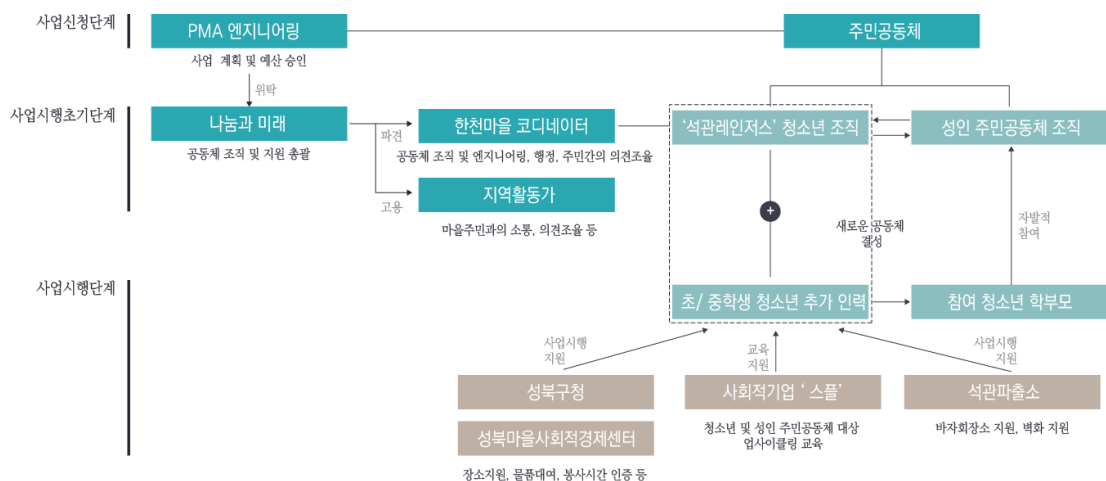 사업신청단계
PMA 엔지니어링
주민공동체
사업 계획 및 예산 승인
위탁
사업시행초기단계
나눔과 미래
공동체 조직 및 지원 총괄
파견
한천마을 코디네이터
공동체 조직 및 엔지니어링, 행정, 주민간의 의견조율
고용
지역활동가
마을주민과의 소통, 의견조율 등
‘석관레인저스’ 청소년 조직
성인 주민공동체 조직
+
새로운 공동체
결성
자발적
참여
사업시행단계
초/ 중학생 청소년 추가 인력
참여 청소년 학부모
사업시행
지원
교육
지원
사업시행
지원
성북구청
사회적기업 ‘ 스플’
석관파출소
청소년 및 성인 주민공동체 대상
업사이클링 교육
바자회장소 지원, 벽화 지원
성북마을사회적경제센터
장소지원, 물품대여, 봉사시간 인증 등